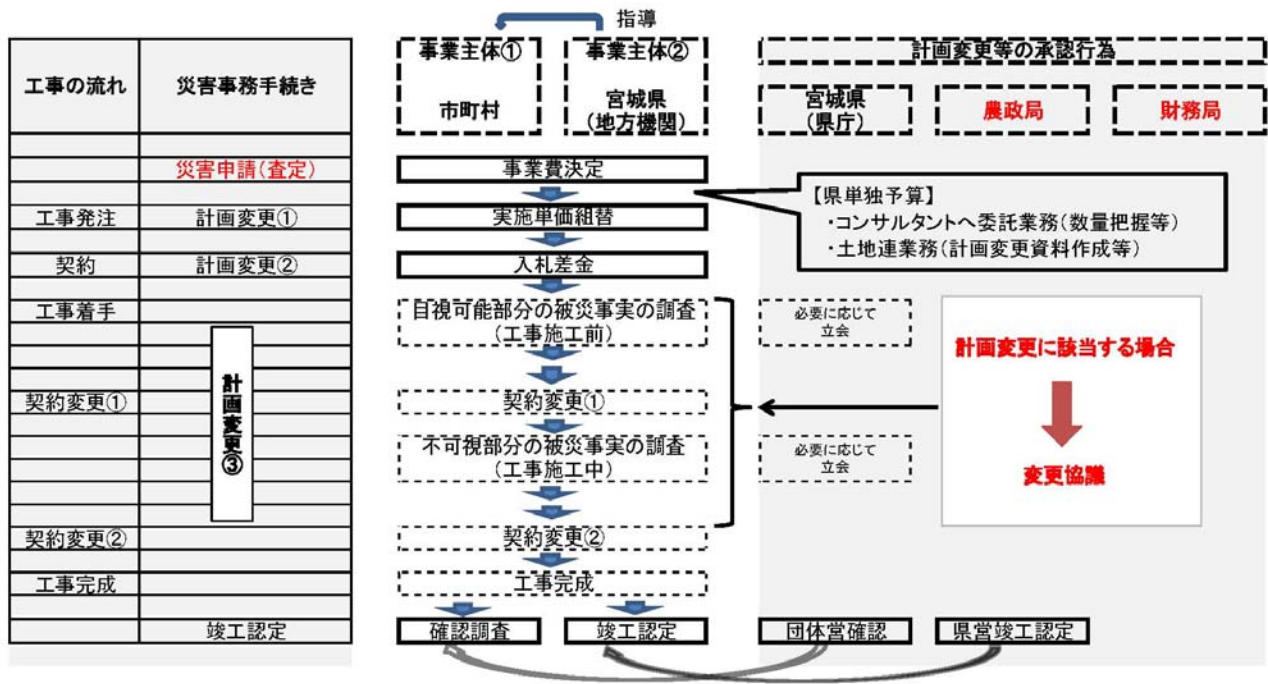 指導
工事の流れ
災害事務手続き
災害申請(査定)
工事発注
計画変更①
契約
計画変更②
工事着手
計画変更③
契約変更①
契約変更②
工事完成
竣工認定
事業主体①
市町村
事業主体②
宮城県
(地方機関)
計画変更等の承認行為
宮城県
(県庁)
農政局
財務局
事業費決定
実施単価組替
入札差金
目視可能部分の被災事実の調査
(工事施工前)
契約変更①
不可視部分の被災事実の調査
(工事施工中)
契約変更②
工事完成
確認調査
竣工認定
【県単独予算】
・コンサルタントへ委託業務(数量把握等)
・土地連業務(計画変更資料作成等)
必要に応じて
立会
必要に応じて
立会
計画変更に該当する場合
変更協議
団体営確認
県営竣工認定